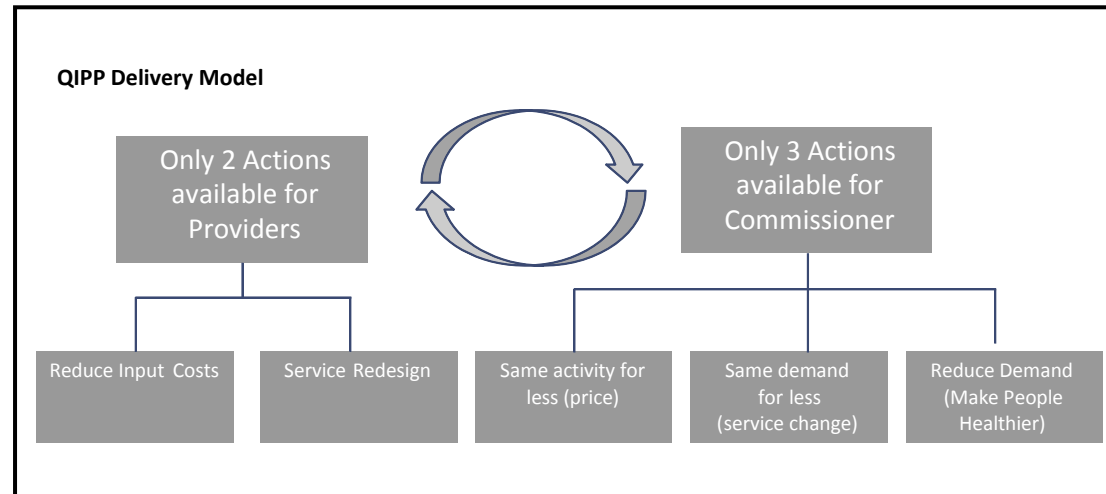 QIPP Delivery Model
Only 2 Actions
available for
Providers
Only 3 Actions
available for
Commissioner
Reduce Input Costs
Service Redesign
Same activity for
less (price)
Same demand
for less
(service change)
Reduce Demand
(Make People
Healthier)